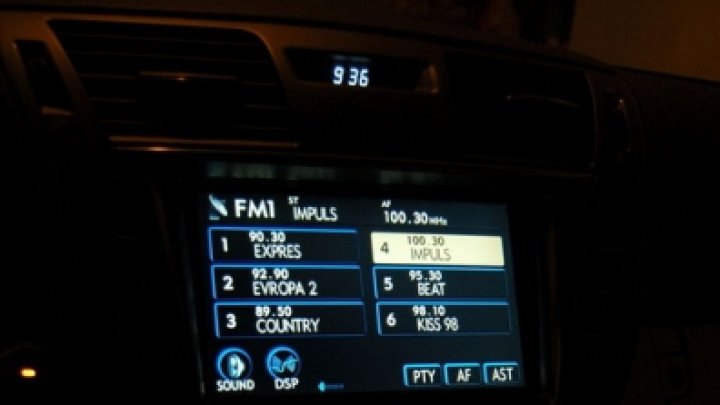 9 36
FM1 ST IMPULS AF 100.30 MHz
1 90.30 EXPRES
4 100.30 IMPULS
2 92.90 EVROPA 2
5 95.30 BEAT
3 89.50 COUNTRY
6 98.10 KISS 98
SOUND DSP PTY AF AST